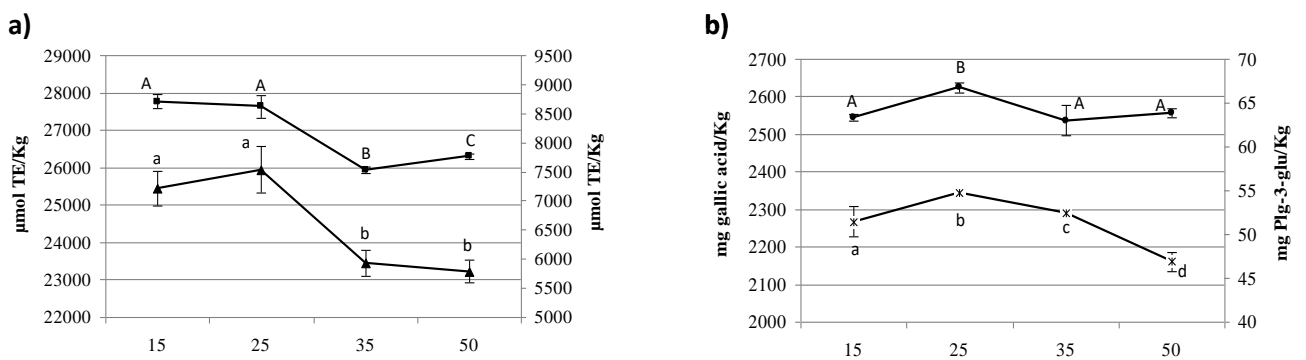 a)
µmol TE/Kg
29000
28000
27000
26000
25000
24000
23000
22000
A
A
B
C
a
a
b
b
9500
9000
8500
8000
7500
7000
6500
6000
5500
5000
µmol TE/Kg
15 25 35 50
b)
mg gallic acid/Kg
2700
2600
2500
2400
2300
2200
2100
2000
A
B
A
A
a
b
c
d
70
65
60
55
50
45
40
mg Plg-3-glu/Kg
15 25 35 50